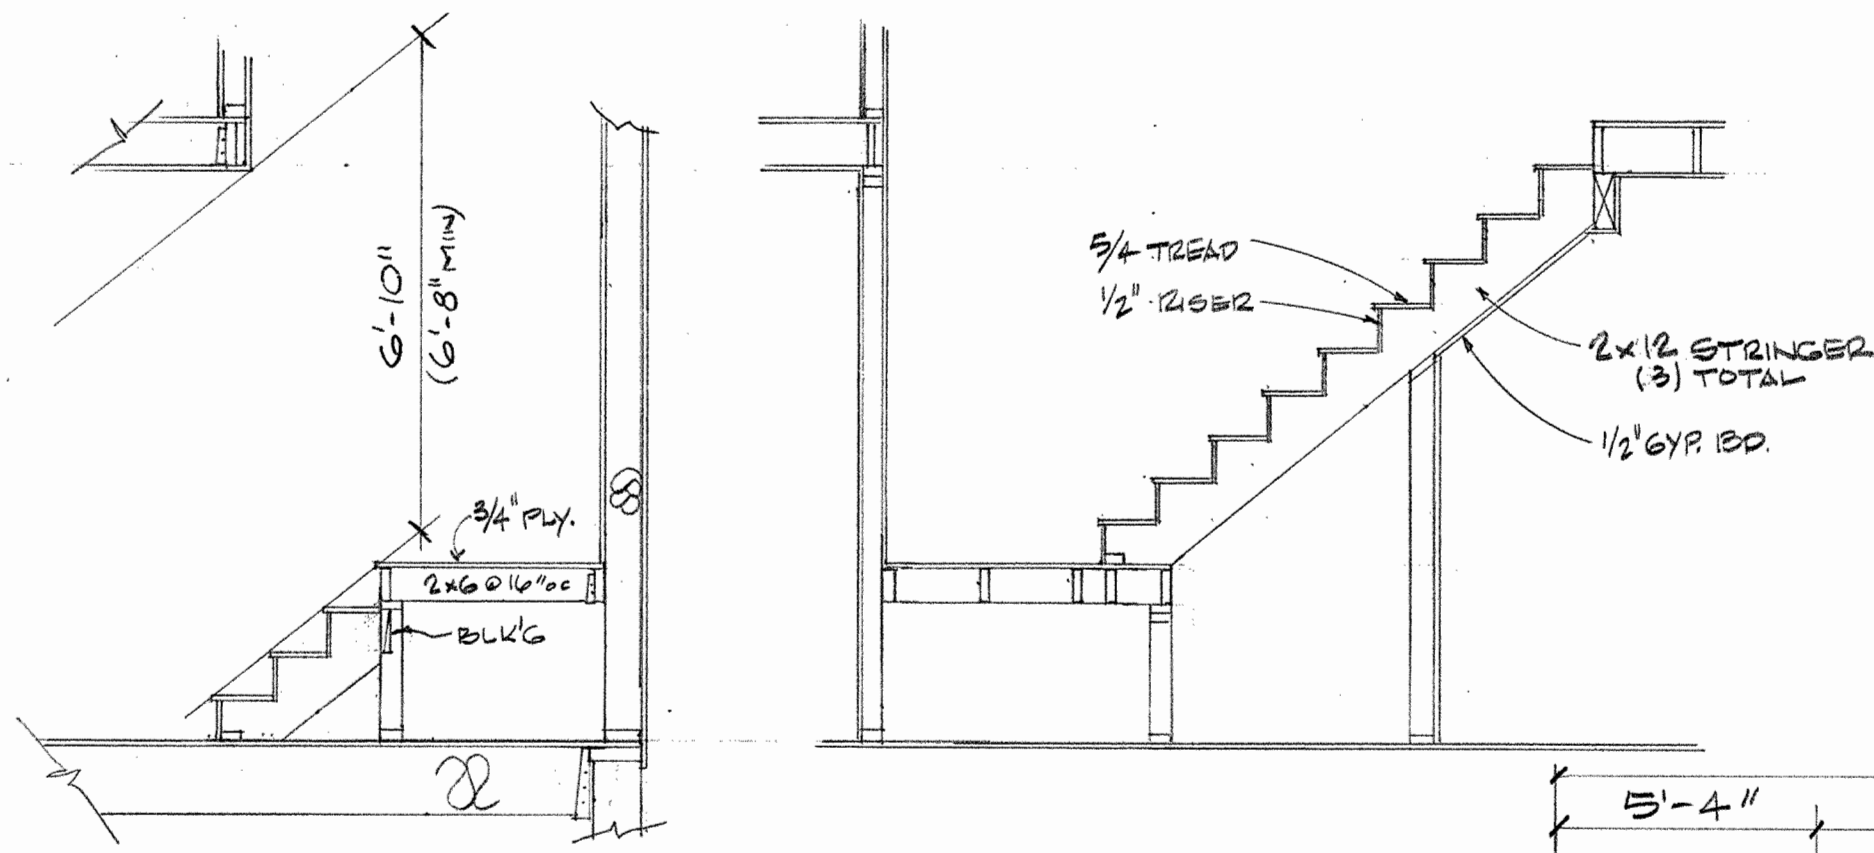 6'-10"
(6'-8" MIN)
3/4" PLY.
2x6 @ 16" oc
BLK'G
5/4 TREAD
1/2" RISER
2x12 STRINGER
(3) TOTAL
1/2" GYP. BD.
5'-4"